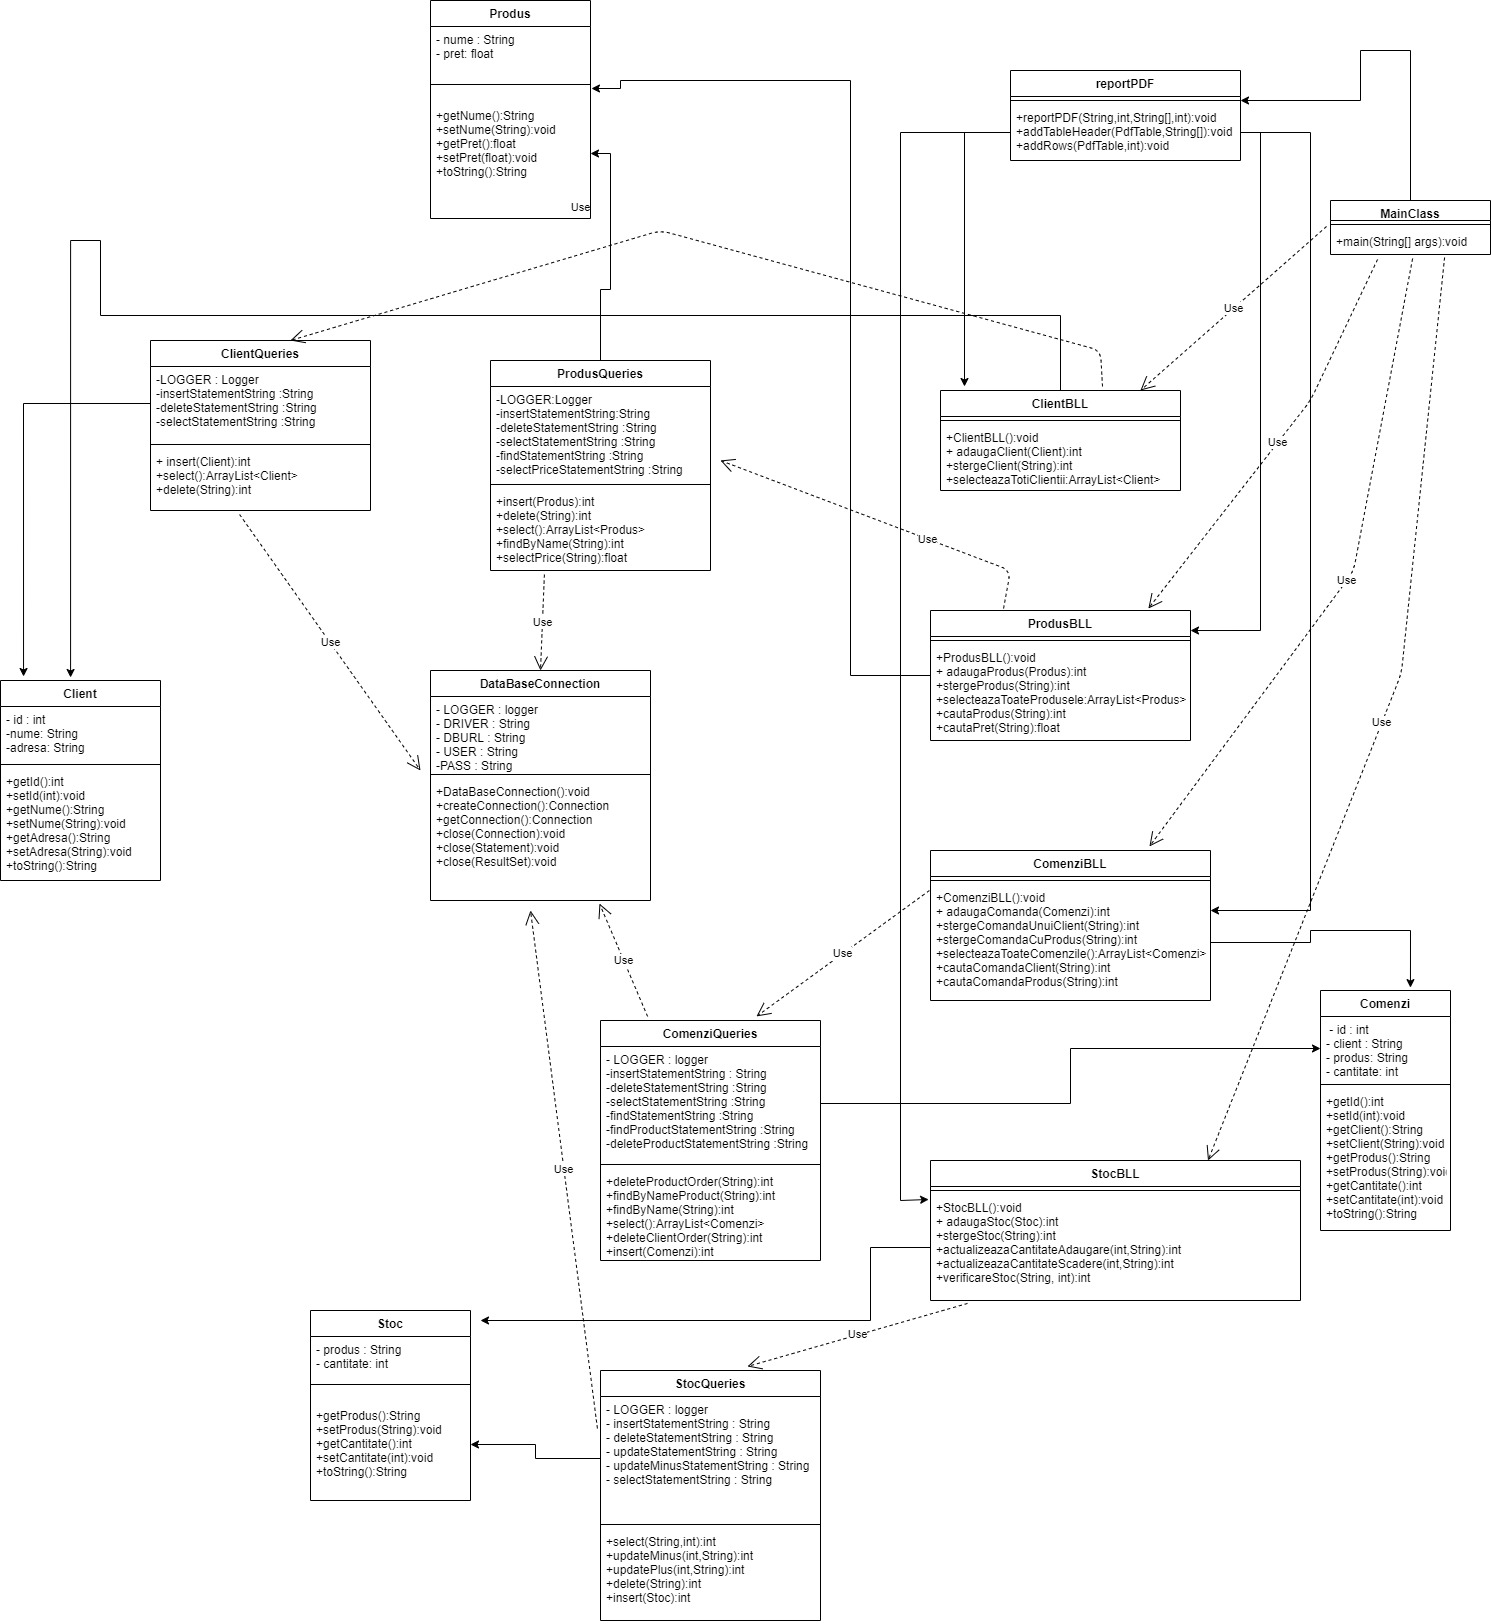 Produs
- nume : String
- pret: float
+getNume():String
+setNume(String):void
+getPret():float
+setPret(float):void
+toString():String
Use
reportPDF
+reportPDF(String,int,String[],int):void
+addTableHeader(PdfTable,String[]):void
+addRows(PdfTable,int):void
MainClass
+main(String[] args):void
Use
ClientQueries
-LOGGER : Logger
-insertStatementString :String
-deleteStatementString :String
-selectStatementString :String
+ insert(Client):int
+select():ArrayList<Client>
+delete(String):int
ProdusQueries
-LOGGER:Logger
-insertStatementString:String
-deleteStatementString :String
-selectStatementString :String
-findStatementString :String
-selectPriceStatementString :String
+insert(Produs):int
+delete(String):int
+select():ArrayList<Produs>
+findByName(String):int
+selectPrice(String):float
ClientBLL
+ClientBLL():void
+ adaugaClient(Client):int
+stergeClient(String):int
+selecteazaTotiClientii:ArrayList<Client>
Use
Use
Use
Use
Use
ProdusBLL
+ProdusBLL():void
+ adaugaProdus(Produs):int
+stergeProdus(String):int
+selecteazaToateProdusele:ArrayList<Produs>
+cautaProdus(String):int
+cautaPret(String):float
Client
- id : int
-nume: String
-adresa: String
+getId():int
+setId(int):void
+getNume():String
+setNume(String):void
+getAdresa():String
+setAdresa(String):void
+toString():String
DataBaseConnection
- LOGGER : logger
- DRIVER : String
- DBURL : String
- USER : String
-PASS : String
+DataBaseConnection():void
+createConnection():Connection
+getConnection():Connection
+close(Connection):void
+close(Statement):void
+close(ResultSet):void
Use
ComenziBLL
+ComenziBLL():void
+ adaugaComanda(Comenzi):int
+stergeComandaUnuiClient(String):int
+stergeComandaCuProdus(String):int
+selecteazaToateComenzile():ArrayList<Comenzi>
+cautaComandaClient(String):int
+cautaComandaProdus(String):int
Use
Use
Comenzi
- id : int
- client : String
- produs: String
- cantitate: int
+getId():int
+setId(int):void
+getClient():String
+setClient(String):void
+getProdus():String
+setProdus(String):voi
+getCantitate():int
+setCantitate(int):void
+toString():String
ComenziQueries
- LOGGER : logger
-insertStatementString : String
-deleteStatementString :String
-selectStatementString :String
-findStatementString :String
-findProductStatementString :String
-deleteProductStatementString :String
+deleteProductOrder(String):int
+findByNameProduct(String):int
+findByName(String):int
+select():ArrayList<Comenzi>
+deleteClientOrder(String):int
+insert(Comenzi):int
Use
StocBLL
+StocBLL():void
+ adaugaStoc(Stoc):int
+stergeStoc(String):int
+actualizeazaCantitateAdaugare(int,String):int
+actualizeazaCantitateScadere(int,String):int
+verificareStoc(String, int):int
Use
Stoc
- produs : String
- cantitate: int
+getProdus():String
+setProdus(String):void
+getCantitate():int
+setCantitate(int):void
+toString():String
StocQueries
- LOGGER : logger
- insertStatementString : String
- deleteStatementString : String
- updateStatementString : String
- updateMinusStatementString : String
- selectStatementString : String
+select(String,int):int
+updateMinus(int,String):int
+updatePlus(int,String):int
+delete(String):int
+insert(Stoc):int